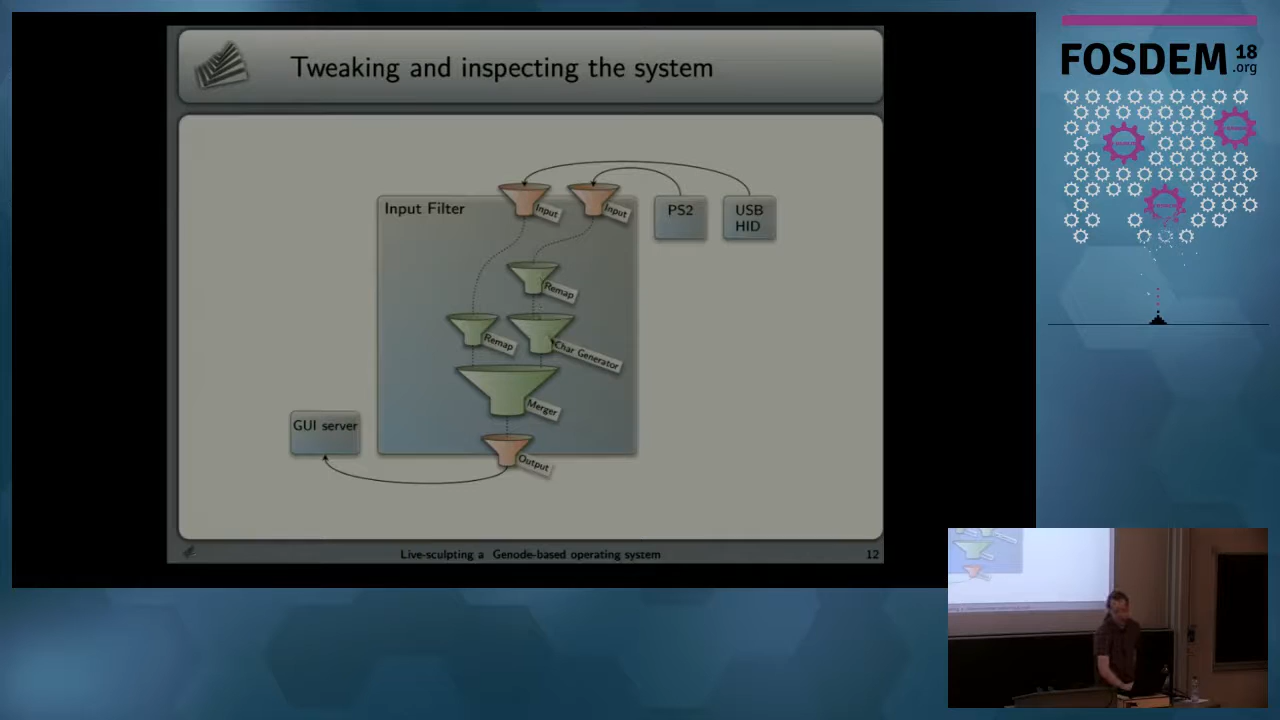 Tweaking and inspecting the system
Input Filter
Input
Input
PS2
USB
HID
Remap
Remap
Char Generator
Merger
GUI server
Output
Live-sculpting a Genode-based operating system
12
FOSDEM 18
.org